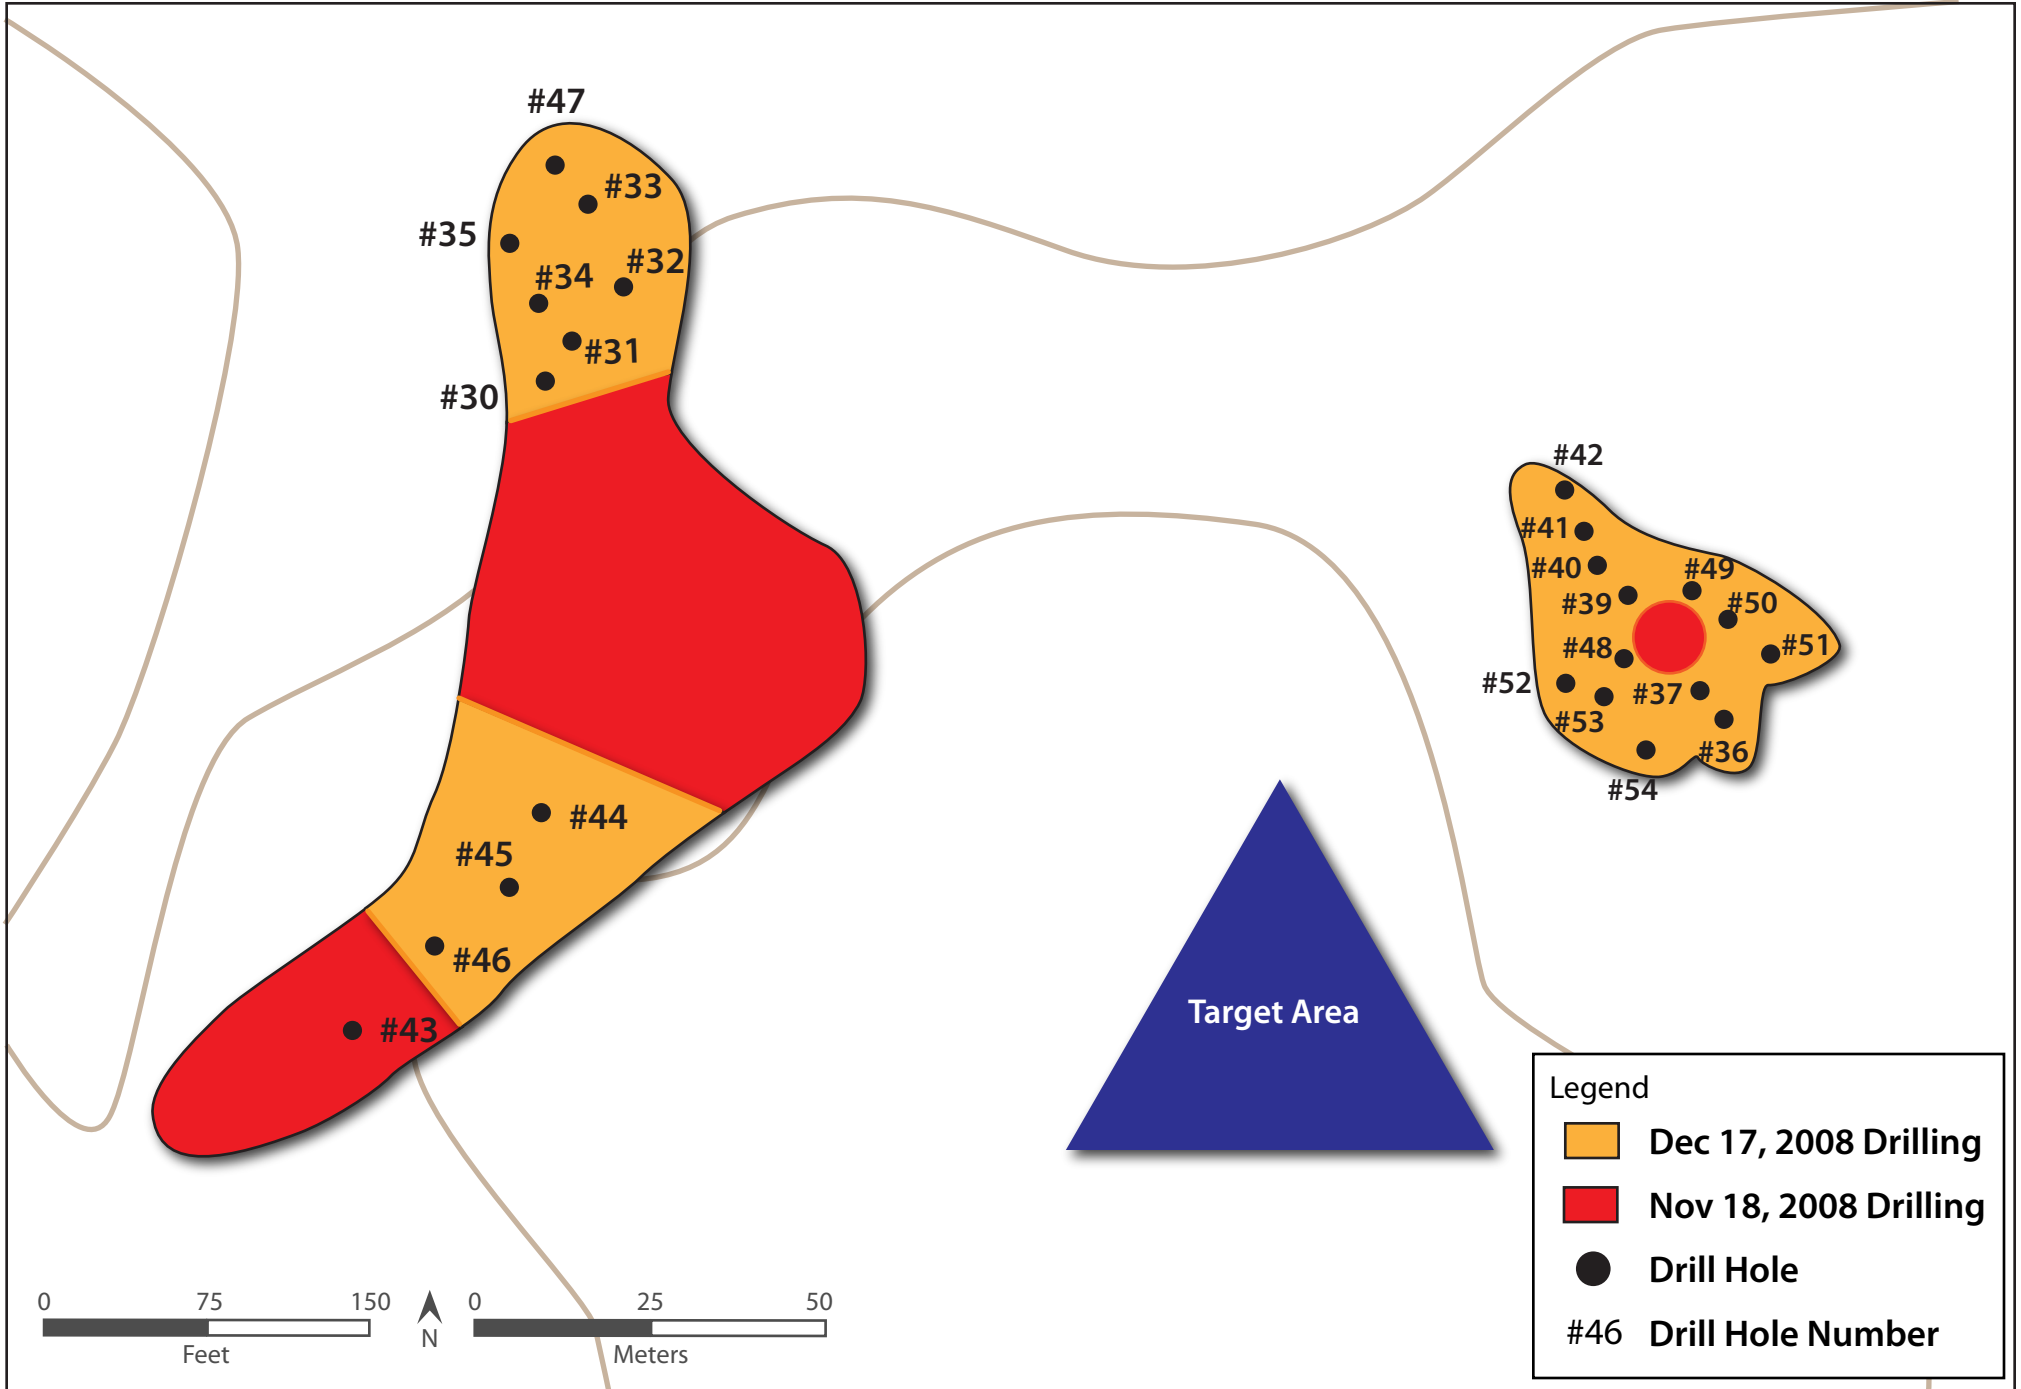 #47
#33
#35
#32
#34
#31
#30
#42
#41
#40
#49
#39
#50
#48
#51
#52
#37
#53
#36
#54
#44
#45
#46
#43
Target Area
Legend
Dec 17, 2008 Drilling
Nov 18, 2008 Drilling
Drill Hole
#46 Drill Hole Number
0 75 150
Feet
N
0 25 50
Meters